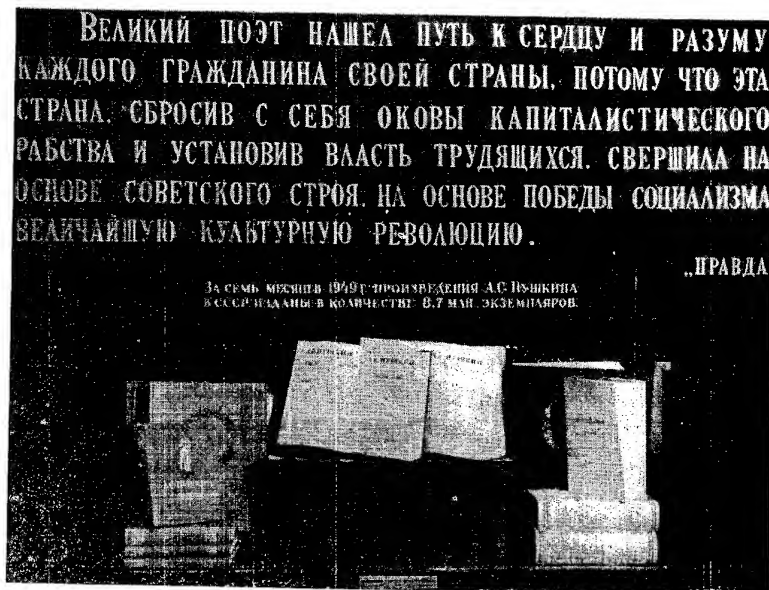 Великий поэт нашел путь к сердцу и разуму
каждого гражданина своей страны, потому что эта
страна, сбросив с себя оковы капиталистического
рабства и установив власть трудящихся, свершила на
основе советского строя, на основе победы социализма
величайшую культурную революцию.
„Правда
За семь месяцев 1949 г. произведения А.С. Пушкина
в СССР изданы в количестве 8,7 млн. экземпляров.